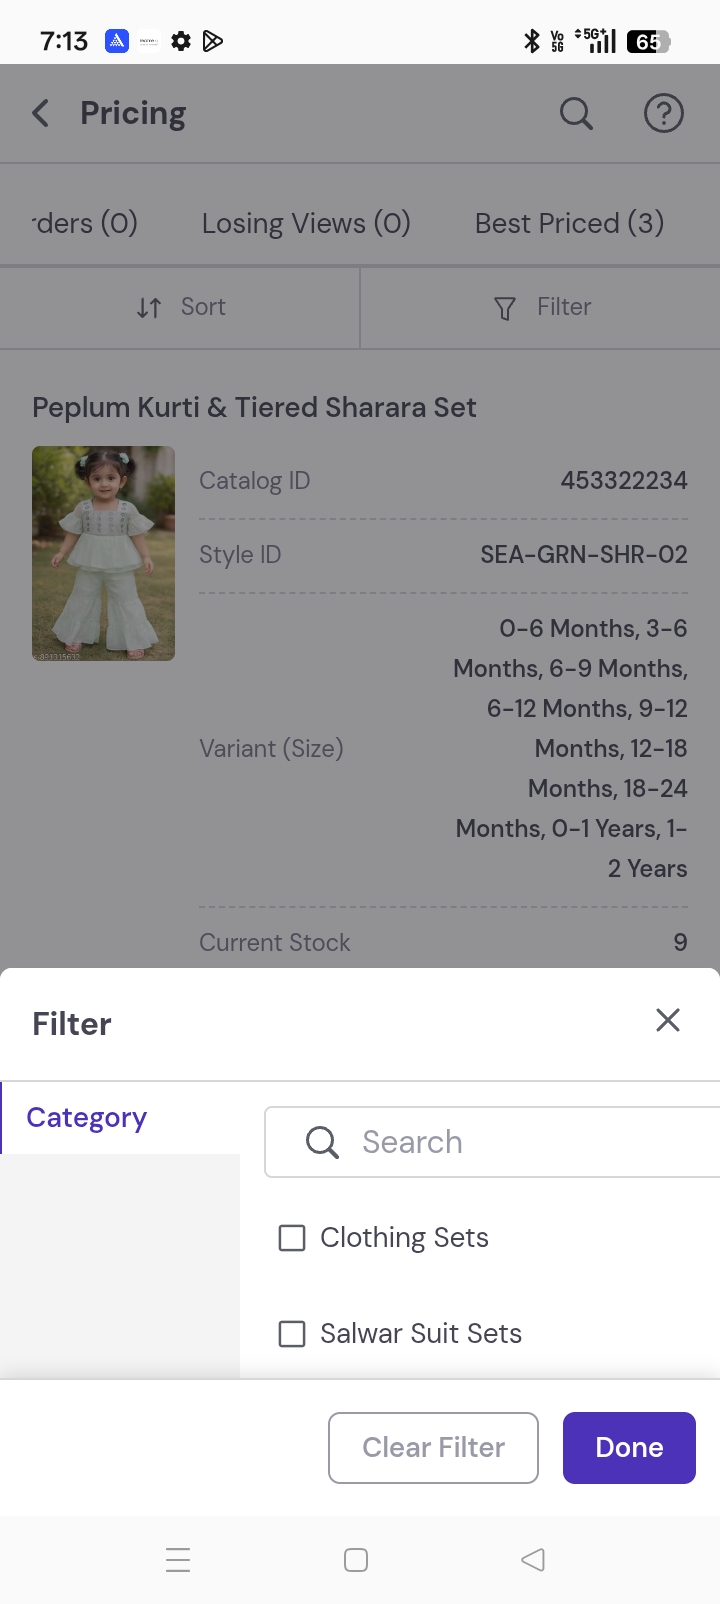 7:13
Vo
5G
5G+
65
Pricing
rders (0)
Losing Views (0)
Best Priced (3)
Sort
Filter
Peplum Kurti & Tiered Sharara Set
Catalog ID
453322234
Style ID
SEA-GRN-SHR-02
Variant (Size)
0-6 Months, 3-6
Months, 6-9 Months,
6-12 Months, 9-12
Months, 12-18
Months, 18-24
Months, 0-1 Years, 1-
2 Years
Current Stock
9
Filter
Category
Search
Clothing Sets
Salwar Suit Sets
Clear Filter
Done